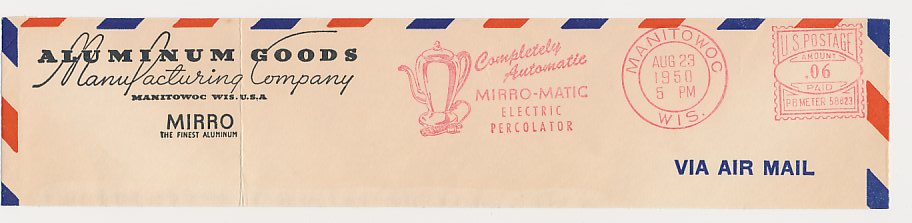 ALUMINUM GOODS
Manufacturing Company
MANITOWOC WIS. U.S.A
MIRRO
THE FINEST ALUMINUM
Completely
Automatic
MIRRO-MATIC
ELECTRIC
PERCOLATOR
MANITOWOC
AUG 23
1950
5 PM
WIS.
U.S. POSTAGE
AMOUNT
.06
PAID
P B METER 58823
VIA AIR MAIL